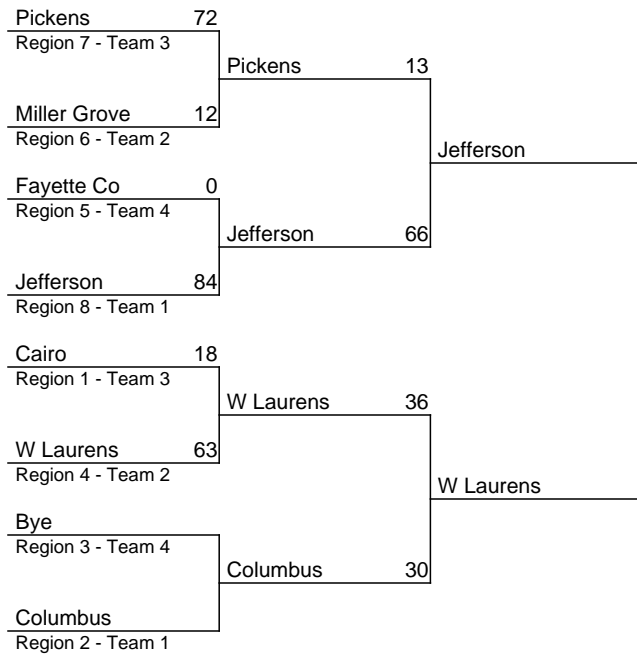 Pickens 72
Region 7 - Team 3
Pickens 13
Miller Grove 12
Region 6 - Team 2
Jefferson
Fayette Co 0
Region 5 - Team 4
Jefferson 66
Jefferson 84
Region 8 - Team 1
Cairo 18
Region 1 - Team 3
W Laurens 36
W Laurens 63
Region 4 - Team 2
W Laurens
Bye
Region 3 - Team 4
Columbus 30
Columbus
Region 2 - Team 1